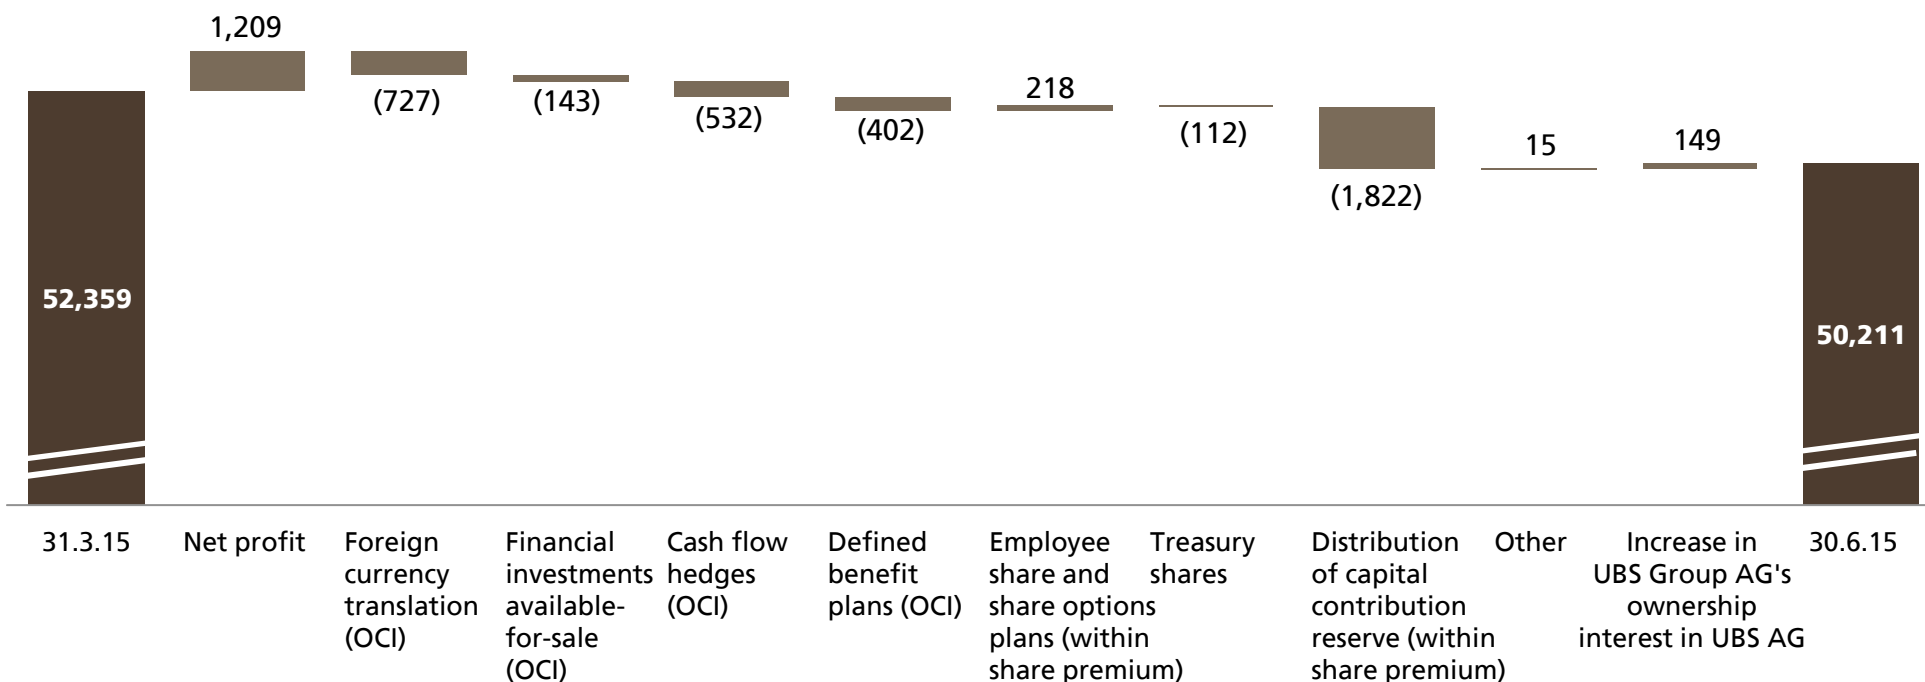 1,209
(727)
(143)
(532)
(402)
218
(112)
(1,822)
15
149
52,359
50,211
31.3.15
Net profit
Foreign
currency
translation
(OCI)
Financial
investments
available-
for-sale
(OCI)
Cash flow
hedges
(OCI)
Defined
benefit
plans (OCI)
Employee
share and
share options
plans (within
share premium)
Treasury
shares
Distribution
of capital
contribution
reserve (within
share premium)
Other
Increase in
UBS Group AG's
ownership
interest in UBS AG
30.6.15